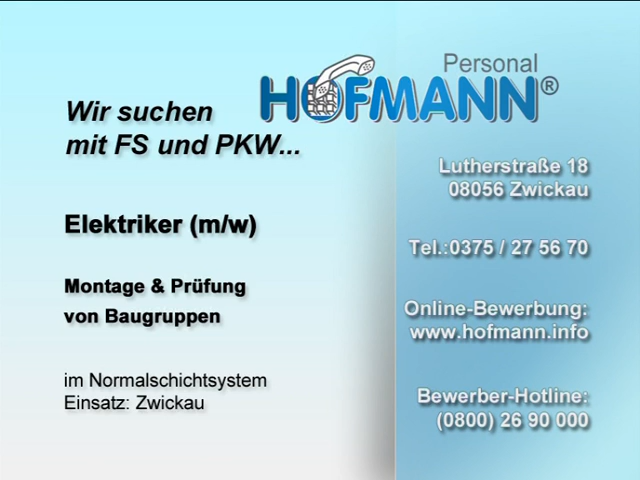 Wir suchen
mit FS und PKW...
Elektriker (m/w)
Montage & Prüfung
von Baugruppen
im Normalschichtsystem
Einsatz: Zwickau
Personal
HOFMANN®
Lutherstraße 18
08056 Zwickau
Tel.:0375 / 27 56 70
Online-Bewerbung:
www.hofmann.info
Bewerber-Hotline:
(0800) 26 90 000